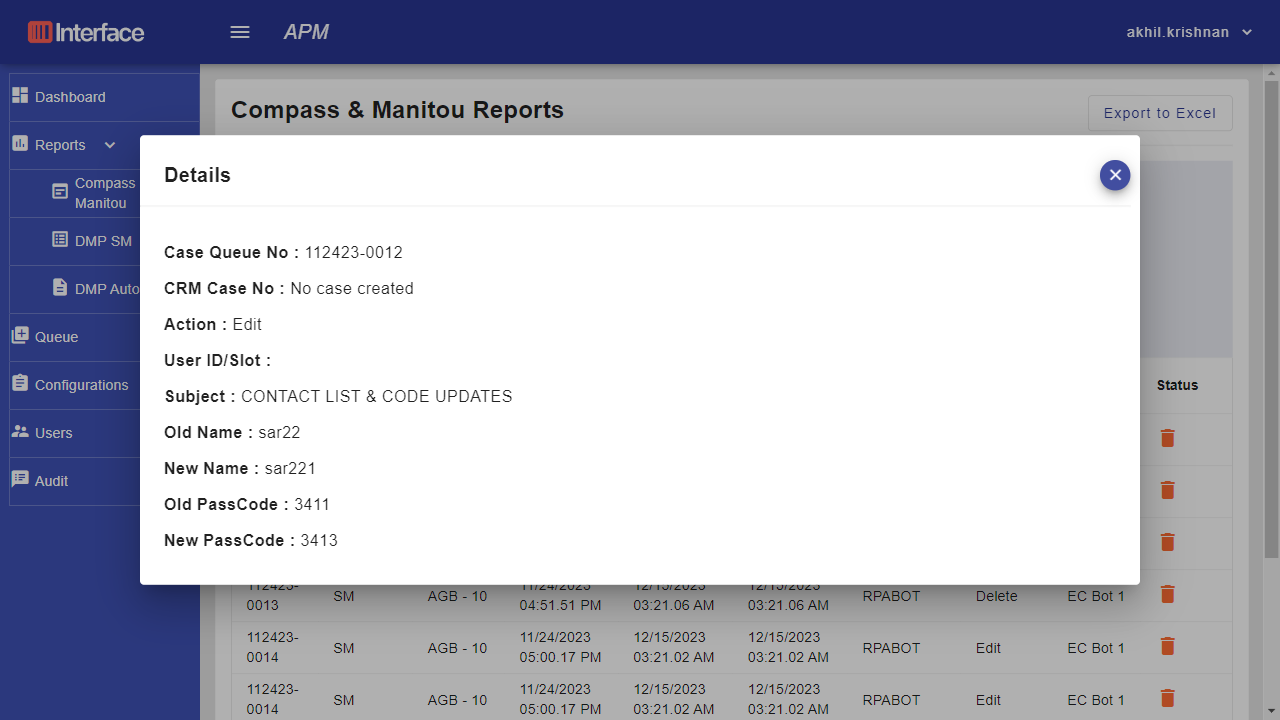 Interface
APM
akhil.krishnan
Dashboard
Reports
Compass
Manitou
DMP SM
DMP Auto
Queue
Configurations
Users
Audit
Compass & Manitou Reports
Export to Excel
Details
Case Queue No : 112423-0012
CRM Case No : No case created
Action : Edit
User ID/Slot :
Subject : CONTACT LIST & CODE UPDATES
Old Name : sar22
New Name : sar221
Old PassCode : 3411
New PassCode : 3413
Status
112423- 11/24/2023 12/15/2023 12/15/2023
0013 SM AGB - 10 04:51.51 PM 03:21.06 AM 03:21.06 AM RPABOT Delete EC Bot 1
112423- 11/24/2023 12/15/2023 12/15/2023
0014 SM AGB - 10 05:00.17 PM 03:21.02 AM 03:21.02 AM RPABOT Edit EC Bot 1
112423- 11/24/2023 12/15/2023 12/15/2023
0014 SM AGB - 10 05:00.17 PM 03:21.02 AM 03:21.02 AM RPABOT Edit EC Bot 1